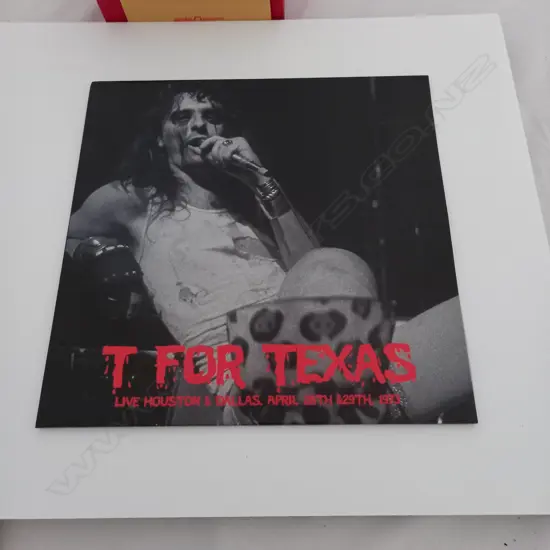 T FOR TEXAS
LIVE HOUSTON & DALLAS, APRIL 28TH &29TH, 1973